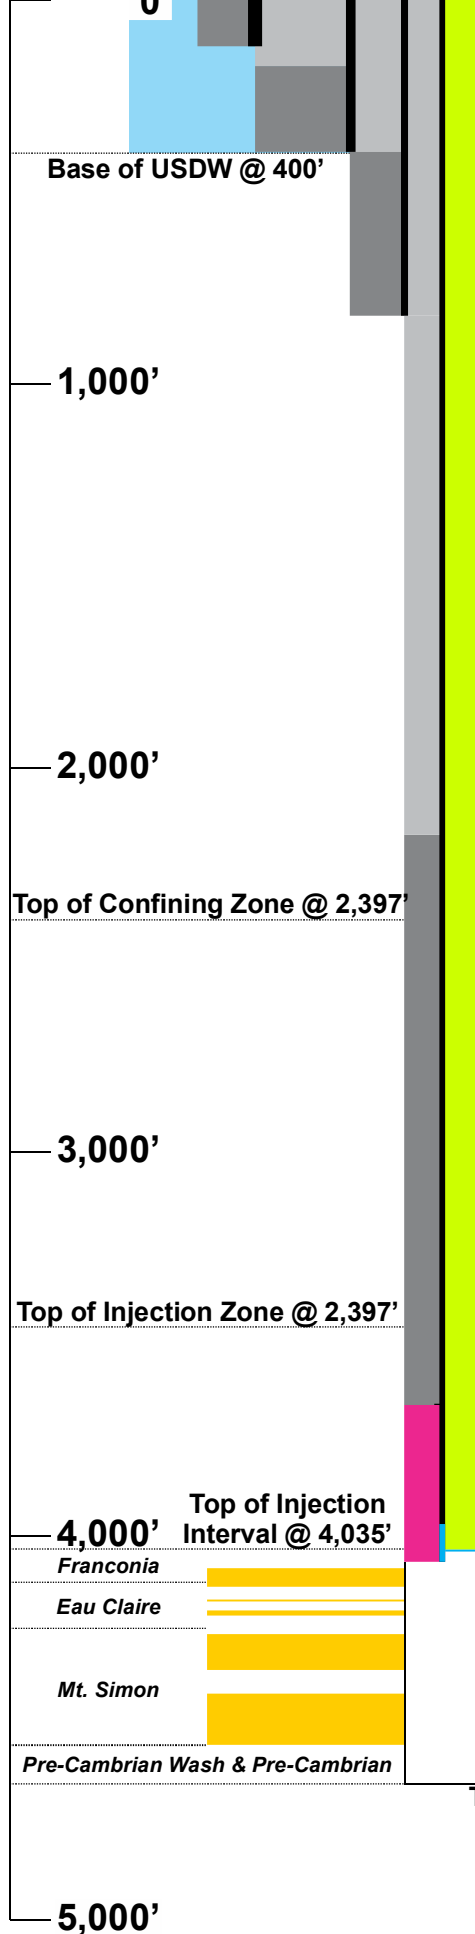 0
Base of USDW @ 400’
1,000’
2,000’
Top of Confining Zone @ 2,397’
3,000’
Top of Injection Zone @ 2,397’
Top of Injection
4,000’ Interval @ 4,035’
Franconia
Eau Claire
Mt. Simon
Pre-Cambrian Wash & Pre-Cambrian
5,000’